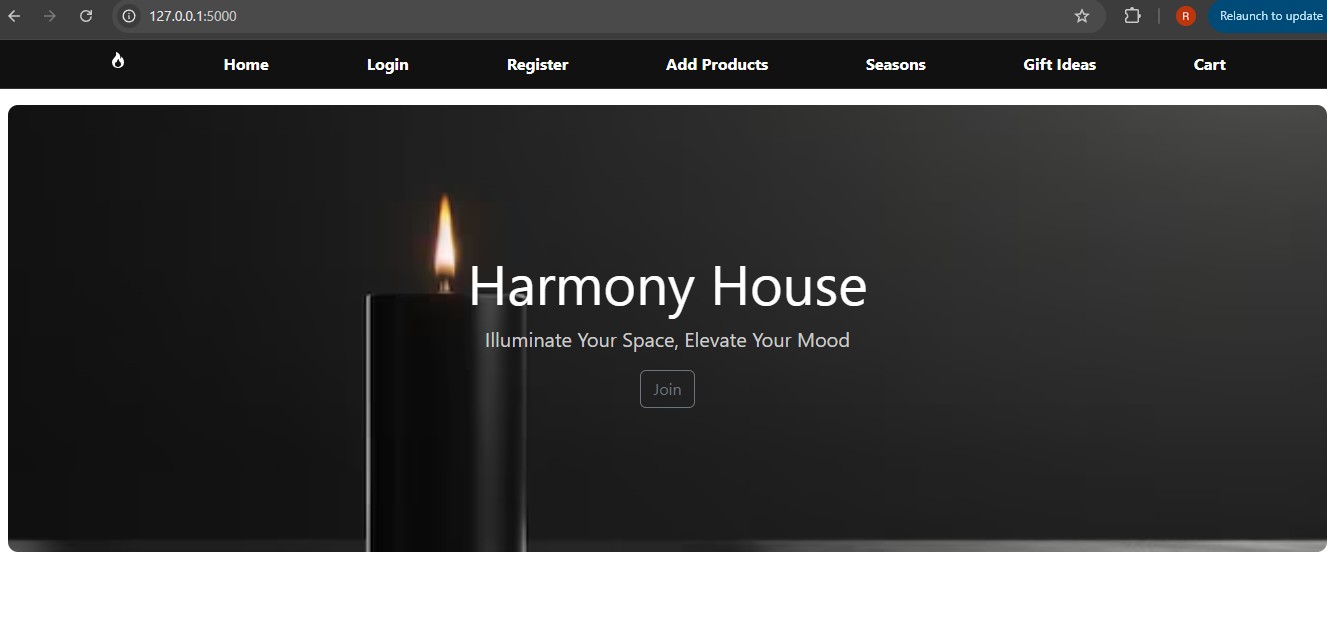 127.0.0.1:5000
R
Relaunch to update
Home Login Register Add Products Seasons Gift Ideas Cart
Harmony House
Illuminate Your Space, Elevate Your Mood
Join